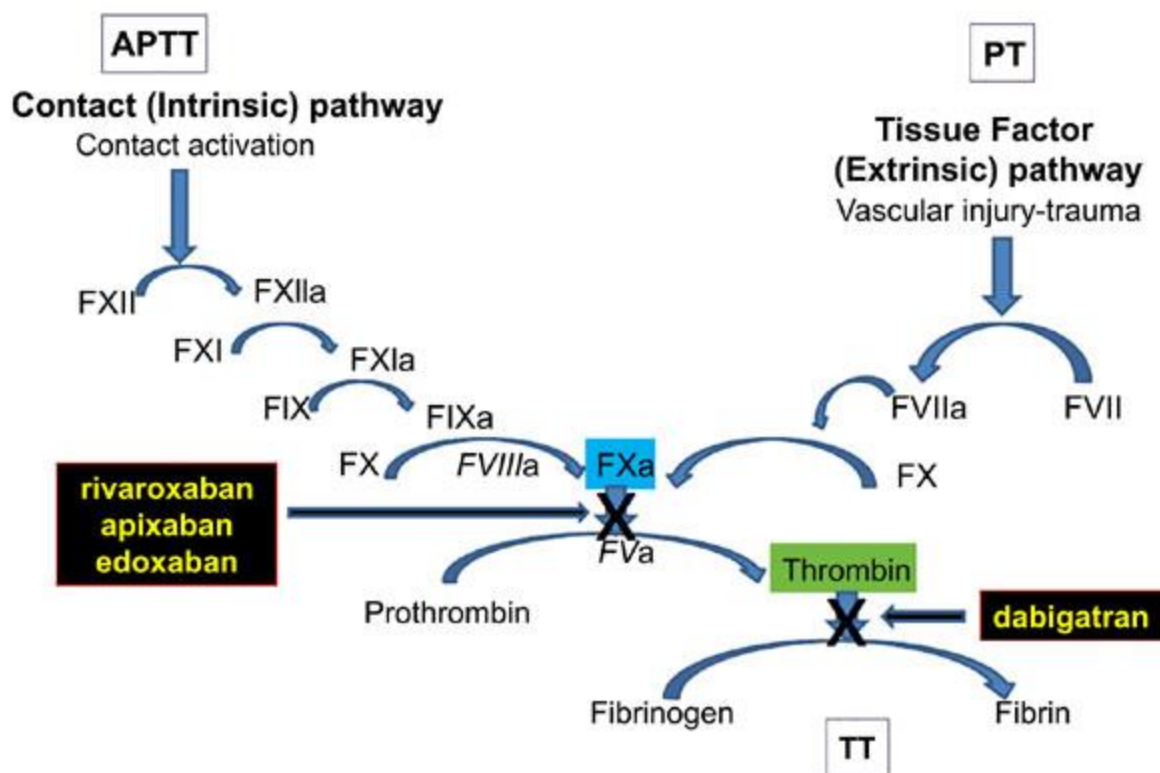 APTT
Contact (Intrinsic) pathway
Contact activation
PT
Tissue Factor
(Extrinsic) pathway
Vascular injury-trauma
FXII
FXIIa
FXI
FXIa
FIX
FIXa
FVIIa
FVII
FX
FVIIIa
FXa
FX
rivaroxaban
apixaban
edoxaban
X
FVa
Prothrombin
Thrombin
X
dabigatran
Fibrinogen
Fibrin
TT